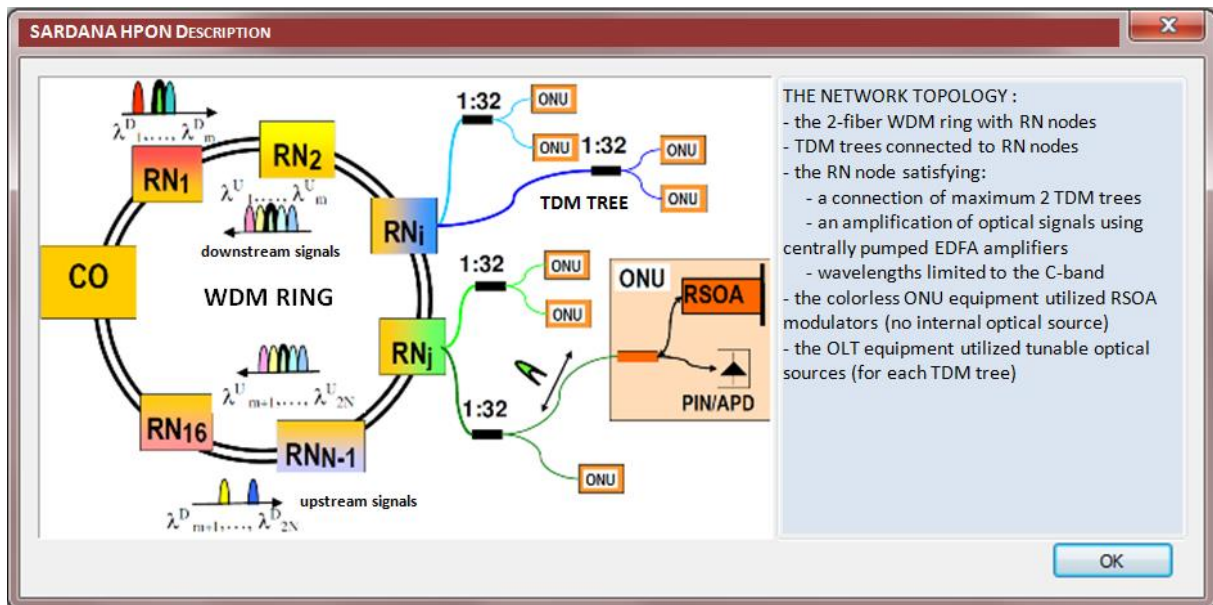 SARDANA HPON DESCRIPTION
λᴰ₁,...., λᴰₘ
RN1
RN2
λᵁ₁,...., λᵁₘ
downstream signals
CO
WDM RING
RNi
RNj
λᵁₘ₊₁,...., λᵁ₂N
RN16
RNN-1
upstream signals
λᴰₘ₊₁,...., λᴰ₂N
1:32
ONU
ONU
1:32
ONU
ONU
TDM TREE
1:32
ONU
ONU
1:32
ONU
ONU
RSOA
PIN/APD
THE NETWORK TOPOLOGY :
- the 2-fiber WDM ring with RN nodes
- TDM trees connected to RN nodes
- the RN node satisfying:
- a connection of maximum 2 TDM trees
- an amplification of optical signals using
centrally pumped EDFA amplifiers
- wavelengths limited to the C-band
- the colorless ONU equipment utilized RSOA
modulators (no internal optical source)
- the OLT equipment utilized tunable optical
sources (for each TDM tree)
OK